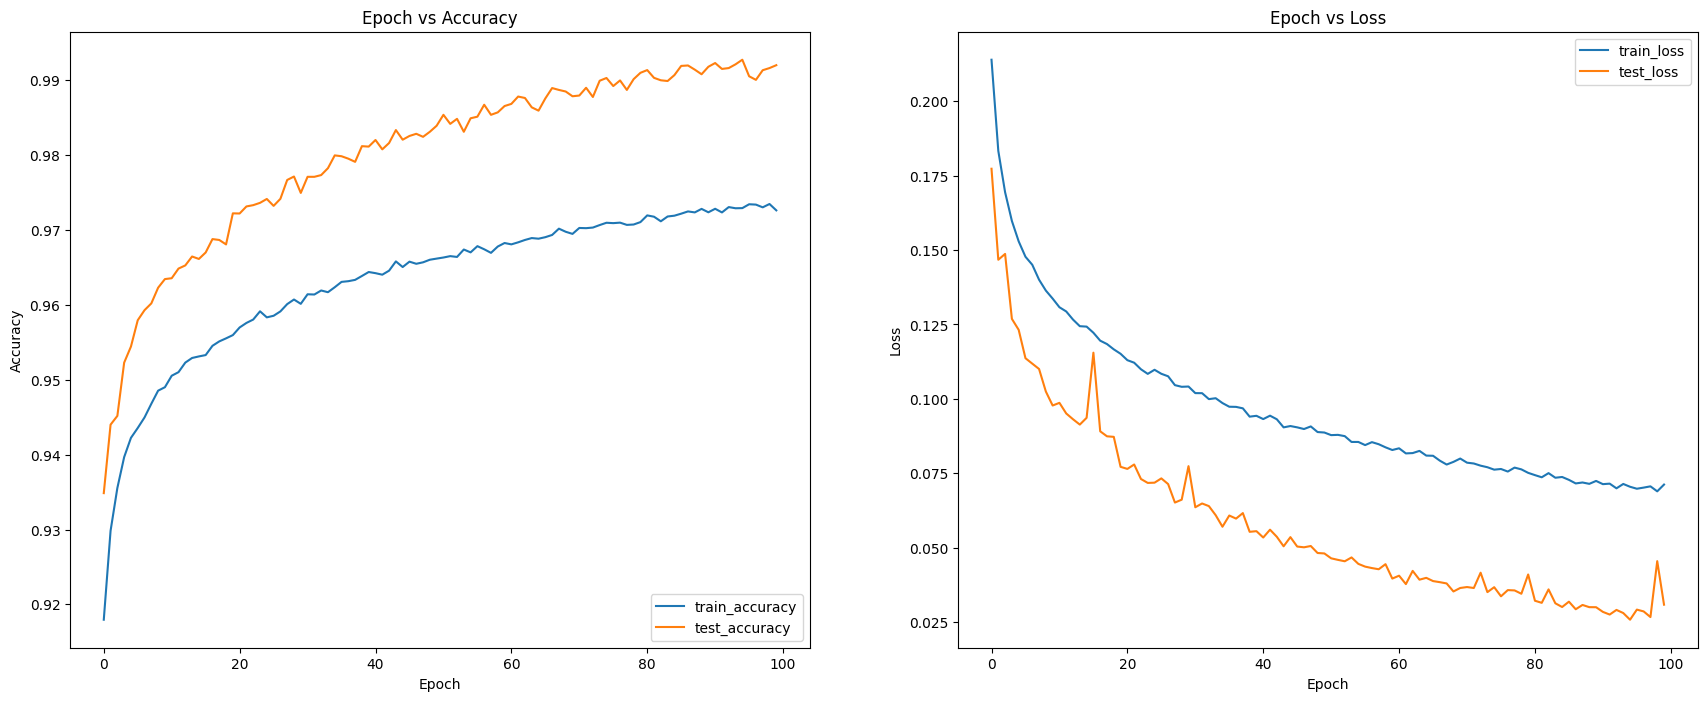 Epoch vs Accuracy
0.99
0.98
0.97
0.96
0.95
0.94
0.93
0.92
Accuracy
train_accuracy
test_accuracy
0 20 40 60 80 100
Epoch
Epoch vs Loss
train_loss
test_loss
0.200
0.175
0.150
0.125
0.100
0.075
0.050
0.025
Loss
0 20 40 60 80 100
Epoch